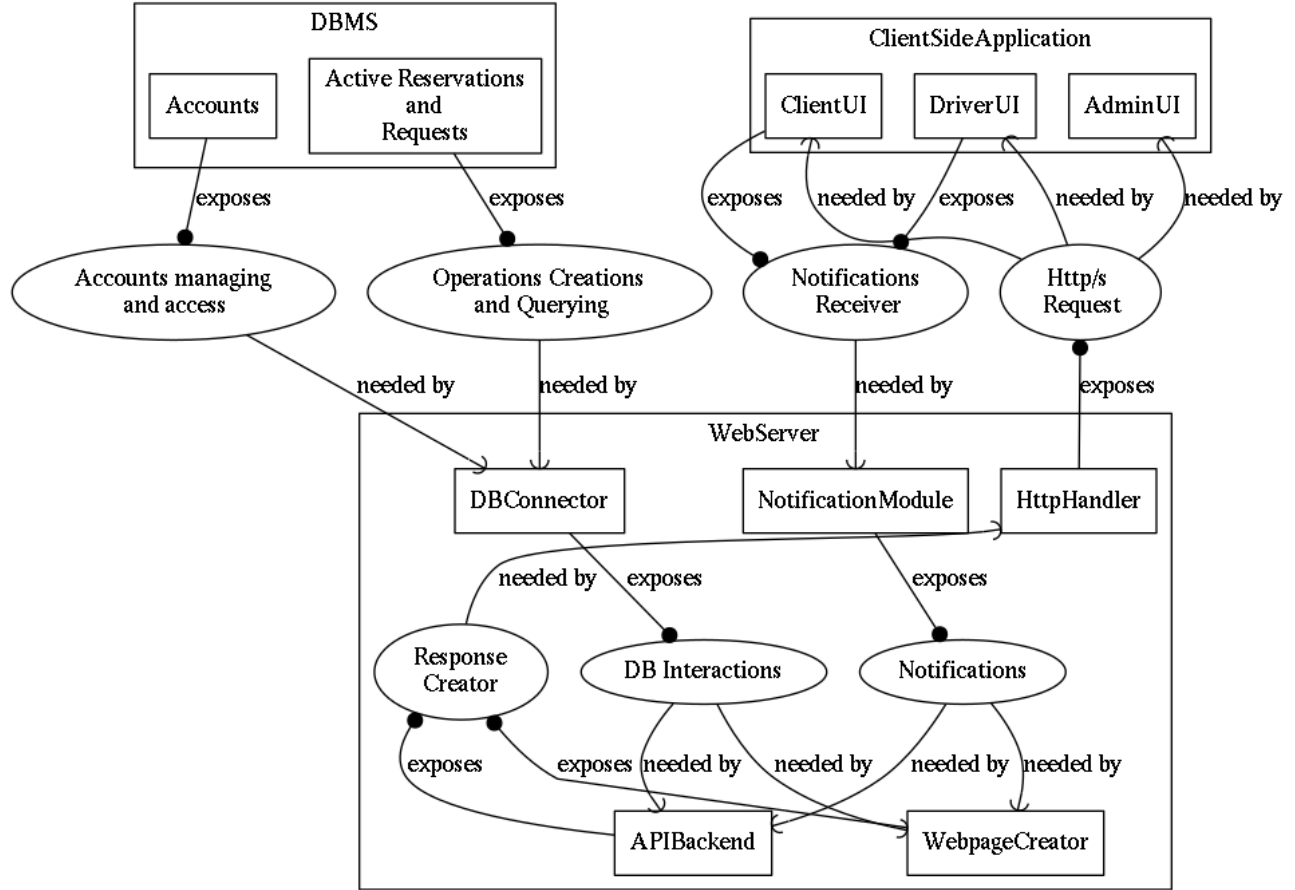 DBMS
ClientSideApplication
Accounts
Active Reservations
and
Requests
ClientUI
DriverUI
AdminUI
exposes
exposes
exposes
needed by
exposes
needed by
needed by
Accounts managing
and access
Operations Creations
and Querying
Notifications
Receiver
Http/s
Request
needed by
needed by
needed by
exposes
WebServer
DBConnector
NotificationModule
HttpHandler
needed by
exposes
exposes
Response
Creator
DB Interactions
Notifications
exposes
exposes
needed by
needed by
needed by
needed by
APIBackend
WebpageCreator